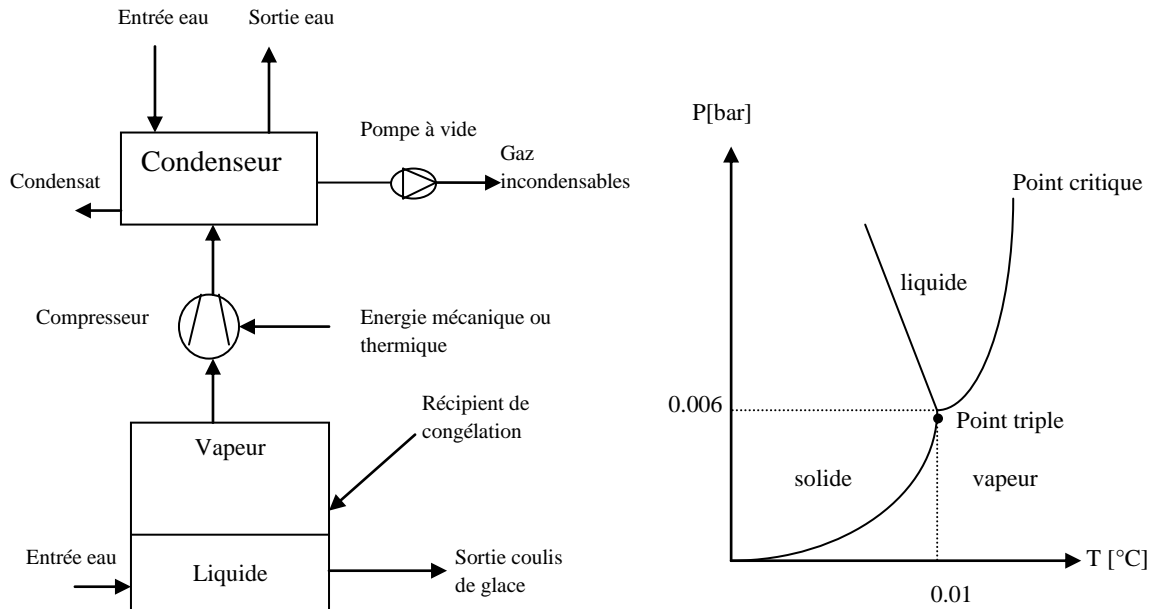 Entrée eau
Sortie eau
Pompe à vide
Condenseur
Gaz
incondensables
Condensat
Compresseur
Energie mécanique ou
thermique
Récipient de
congélation
Vapeur
Entrée eau
Liquide
Sortie coulis
de glace
P[bar]
Point critique
liquide
0.006
Point triple
solide
vapeur
T [°C]
0.01